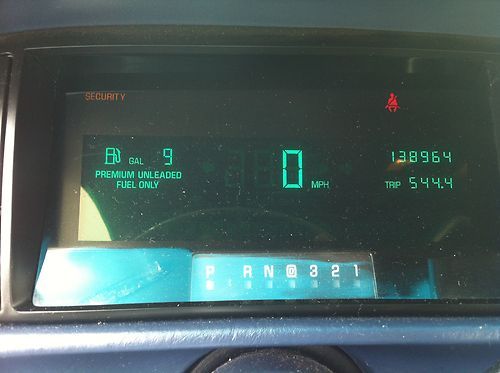 SECURITY
GAL 9
PREMIUM UNLEADED
FUEL ONLY
0 MPH
138964
TRIP 544.4
P R N D 3 2 1